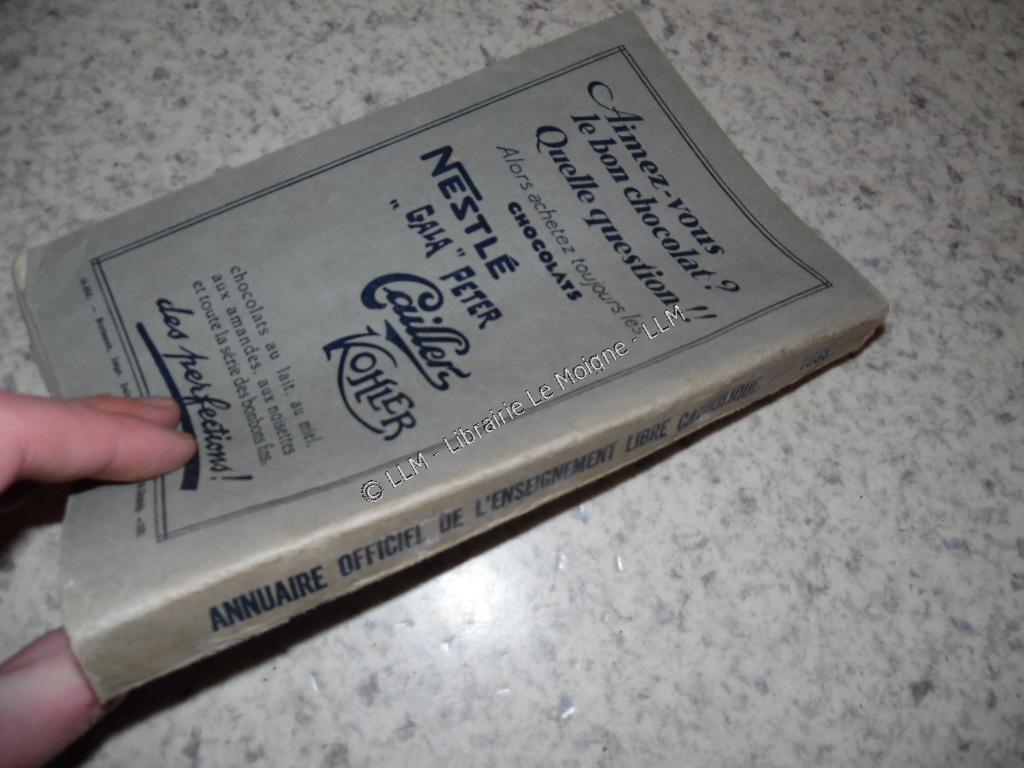 Aimez-vous
le bon chocolat?
Quelle question!!
Alors achetez toujours les
CHOCOLATS
NESTLÉ
"GALA" PETER
Cailler
KOHLER
chocolats au lait, au miel,
aux amandes, aux noisettes
et toute la série des bonbons fins,
des perfections!
Imp.
ANNUAIRE OFFICIEL DE L'ENSEIGNEMENT LIBRE CATHOLIQUE
© LLM - Librairie Le Moigne - LLM